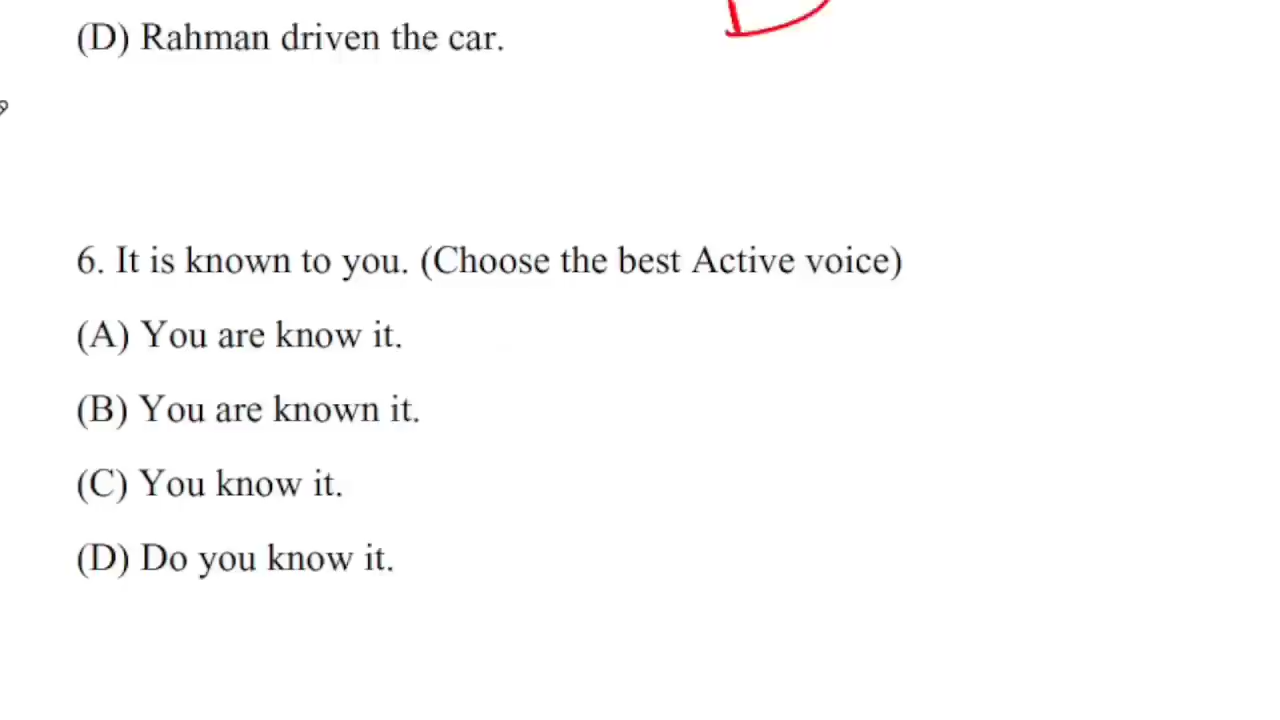 (D) Rahman driven the car.
6. It is known to you. (Choose the best Active voice)
(A) You are know it.
(B) You are known it.
(C) You know it.
(D) Do you know it.